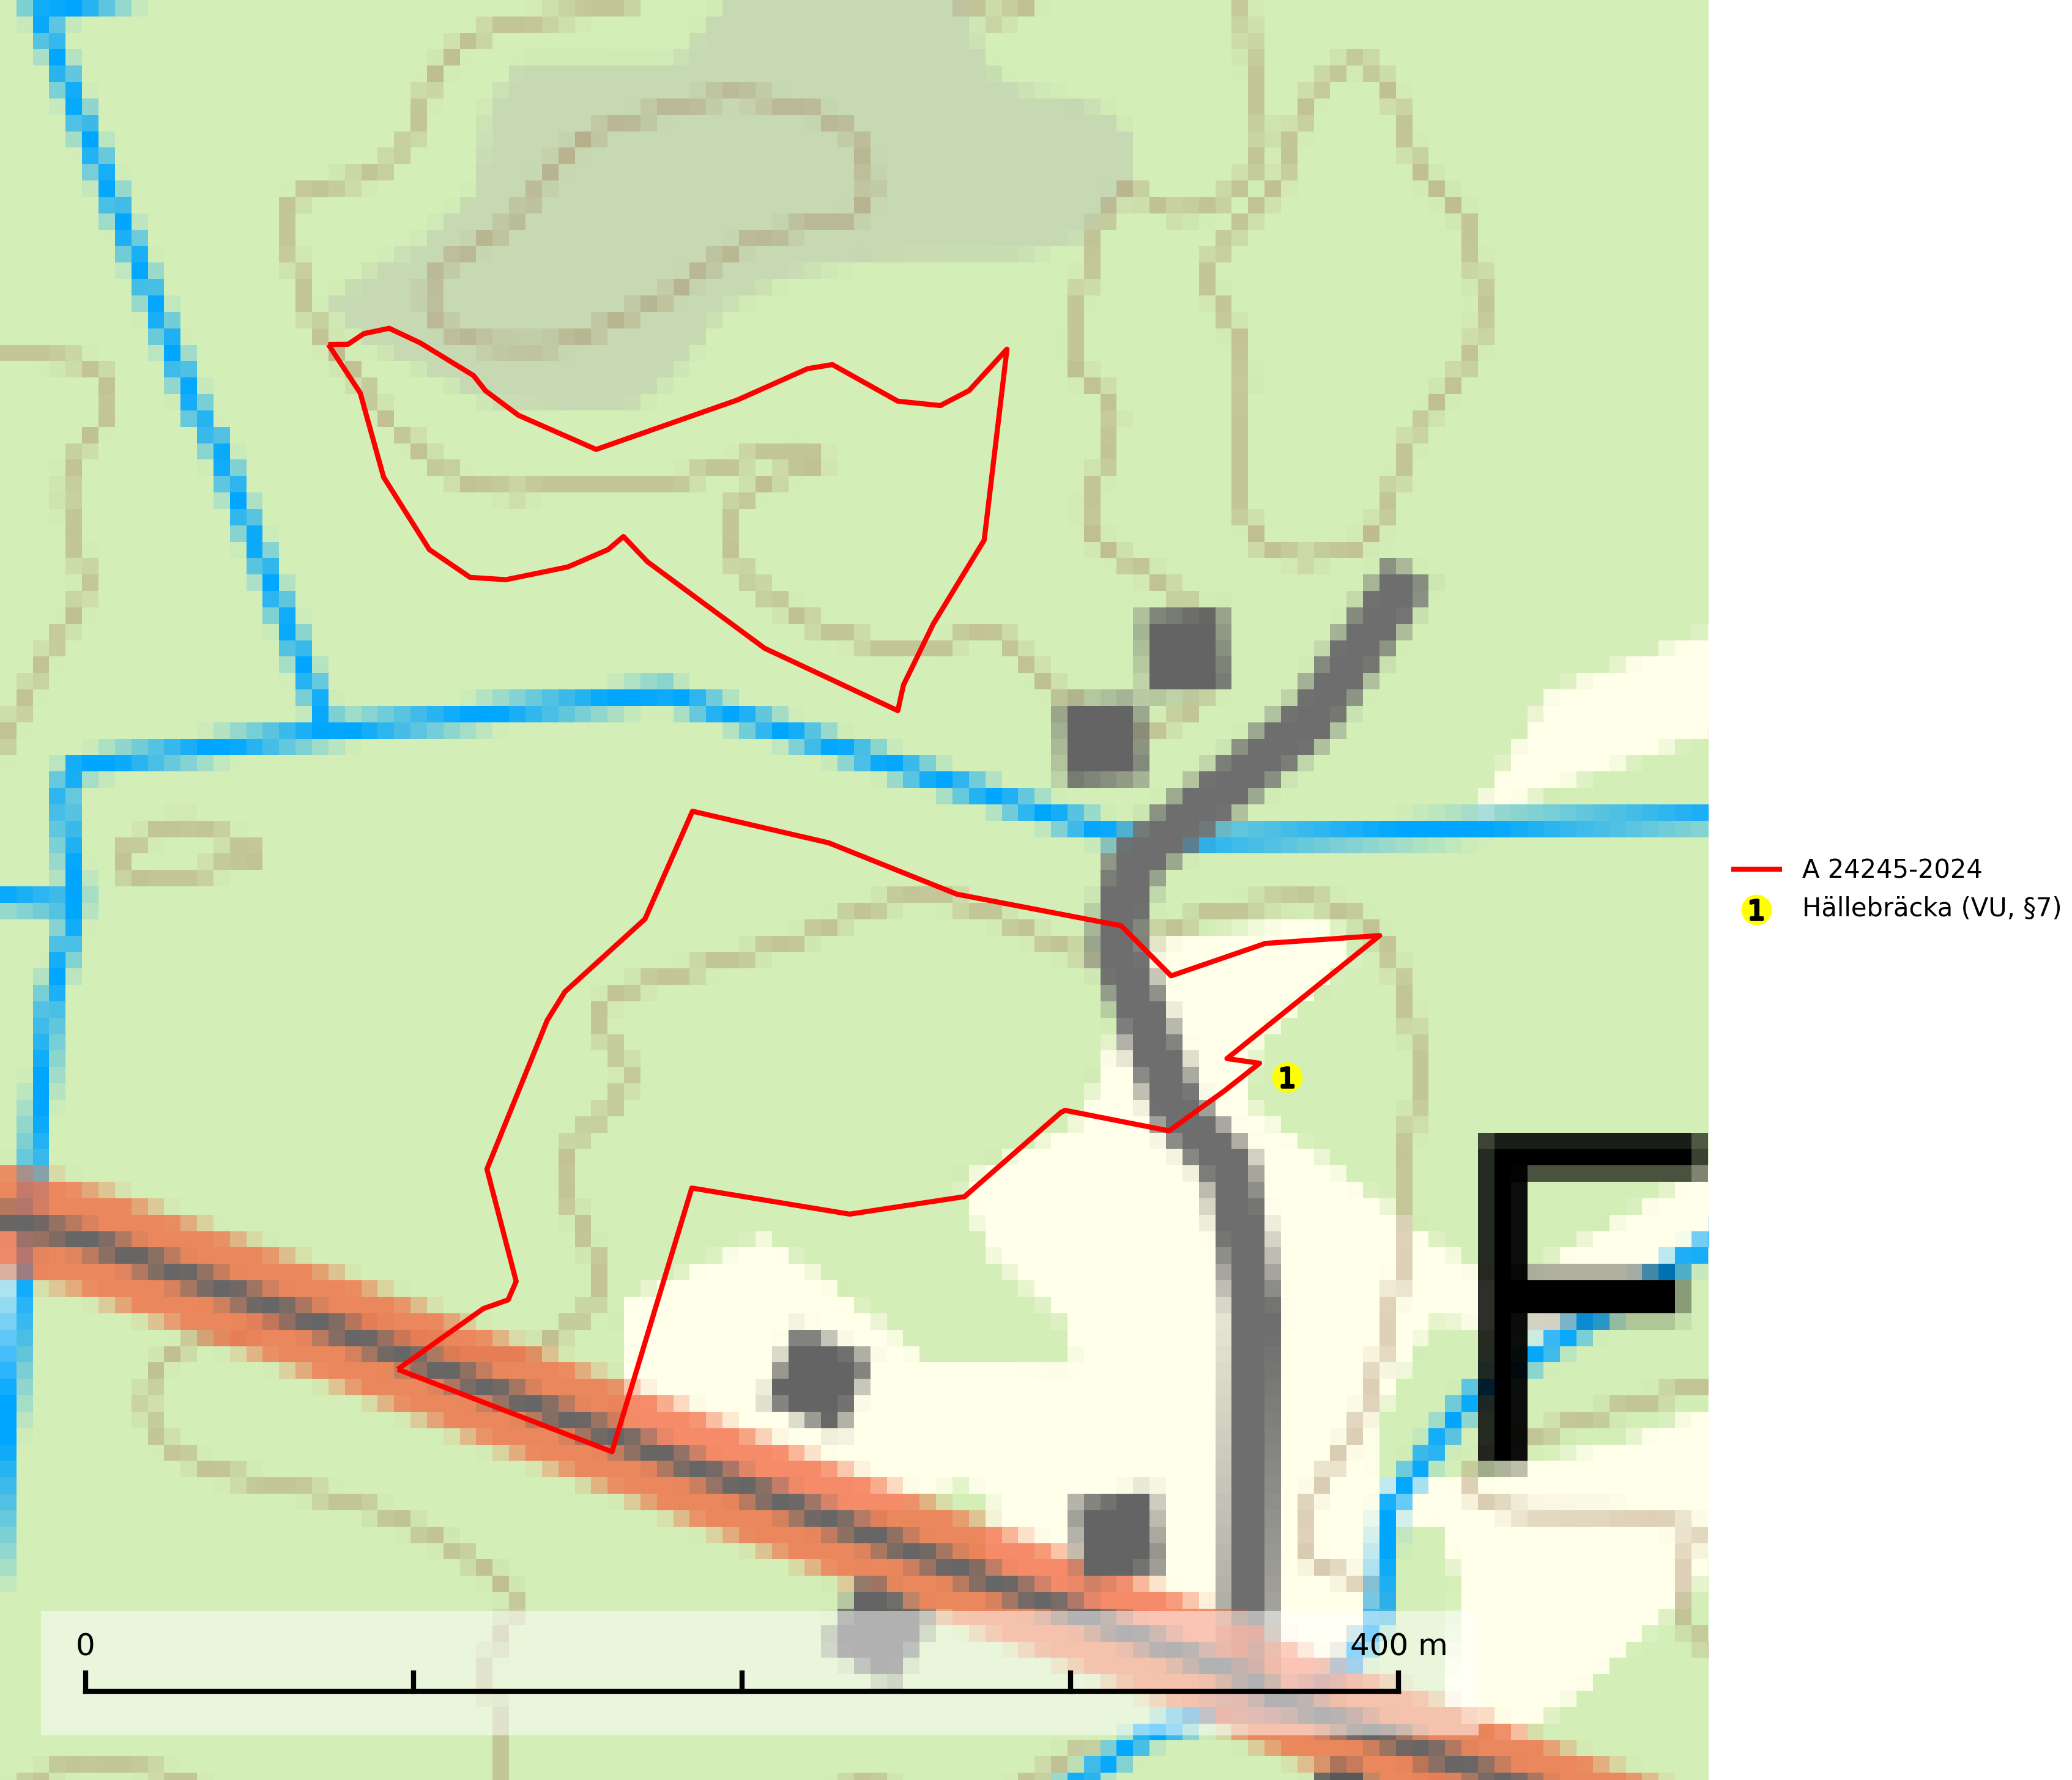 A 24245-2024
1 Hällebräcka (VU, §7)
1
F
0 400 m